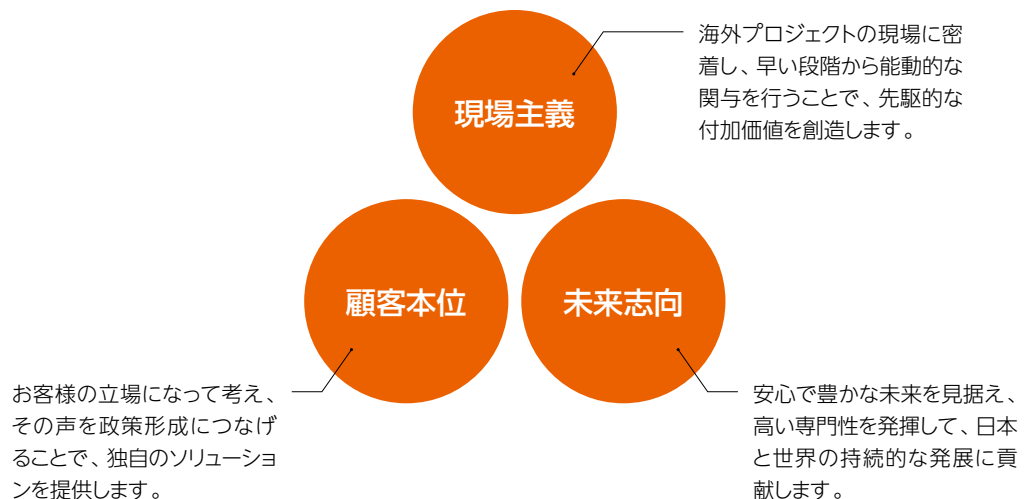 現場主義
海外プロジェクトの現場に密
着し、早い段階から能動的な
関与を行うことで、先駆的な
付加価値を創造します。
顧客本位
お客様の立場になって考え、
その声を政策形成につなげ
ることで、独自のソリューショ
ンを提供します。
未来志向
安心で豊かな未来を見据え、
高い専門性を発揮して、日本
と世界の持続的な発展に貢
献します。